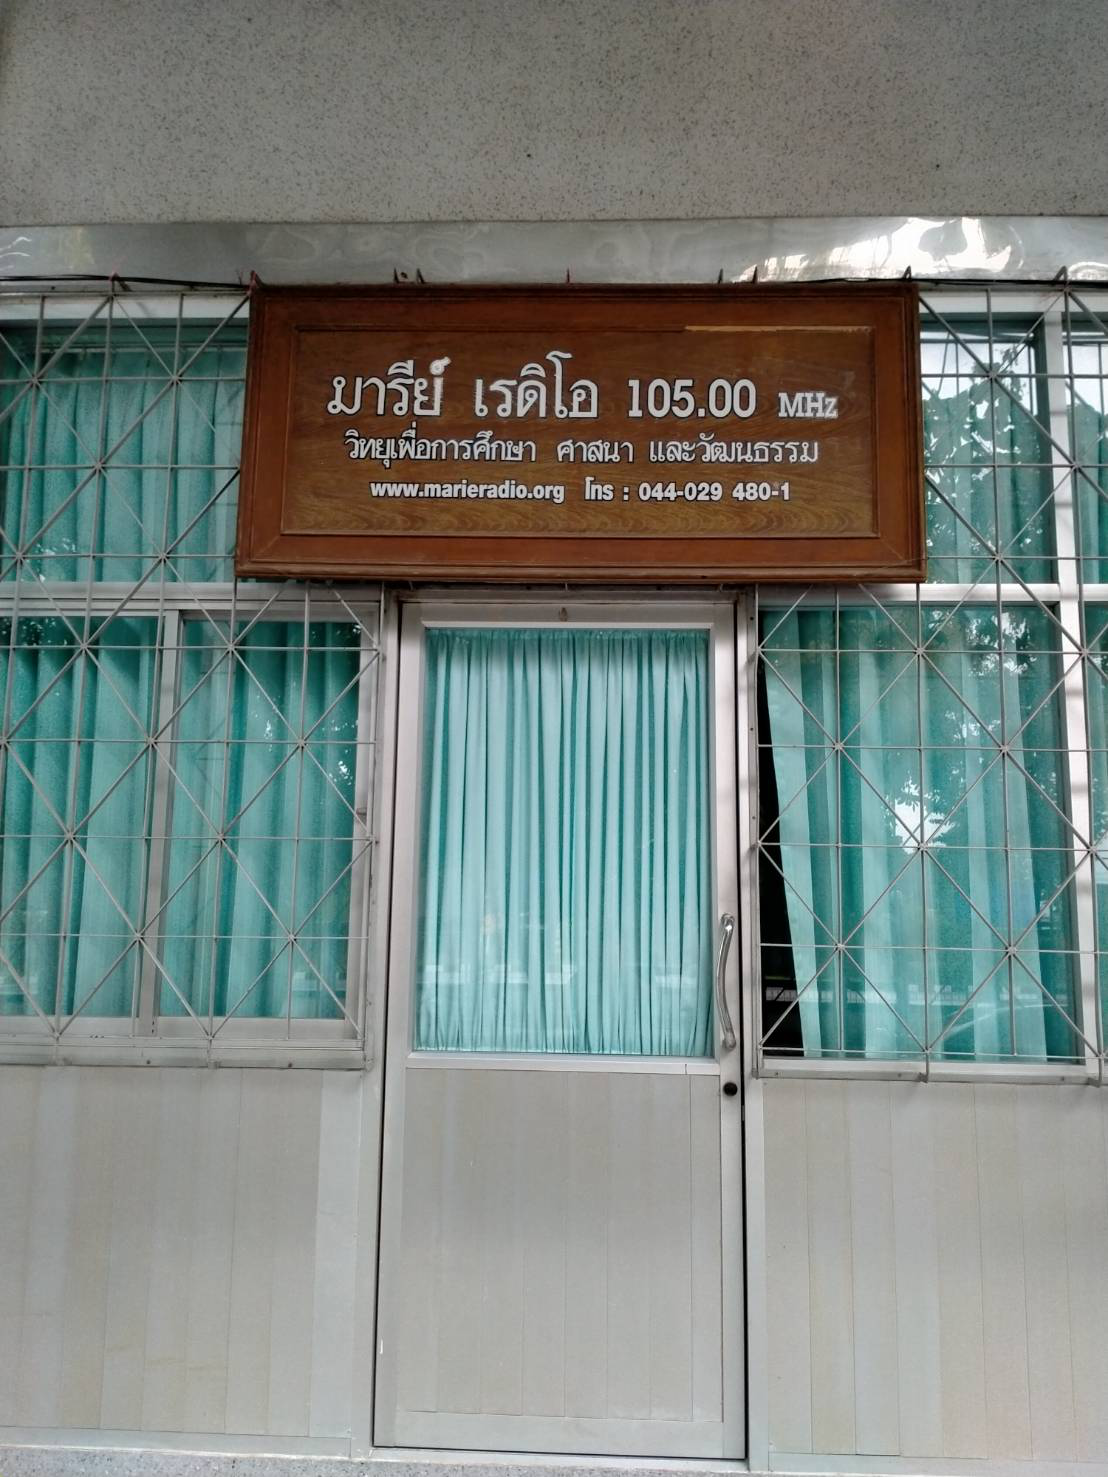 มารีย์ เรดิโอ 105.00 MHz
วิทยุเพื่อการศึกษา ศาสนา และวัฒนธรรม
www.marieradio.org โทร : 044-029 480-1